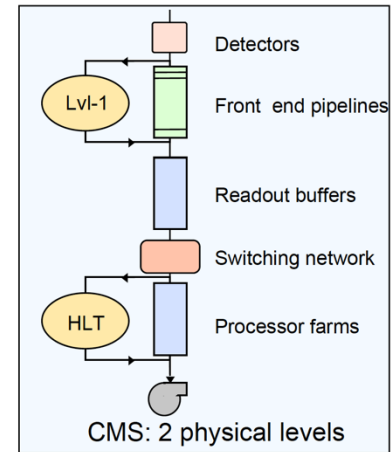 Detectors
Lvl-1
Front end pipelines
Readout buffers
Switching network
HLT
Processor farms
CMS: 2 physical levels